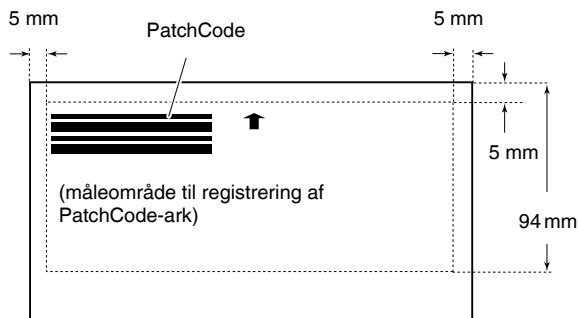 5 mm
PatchCode
5 mm
5 mm
(måleområde til registrering af
PatchCode-ark)
94 mm